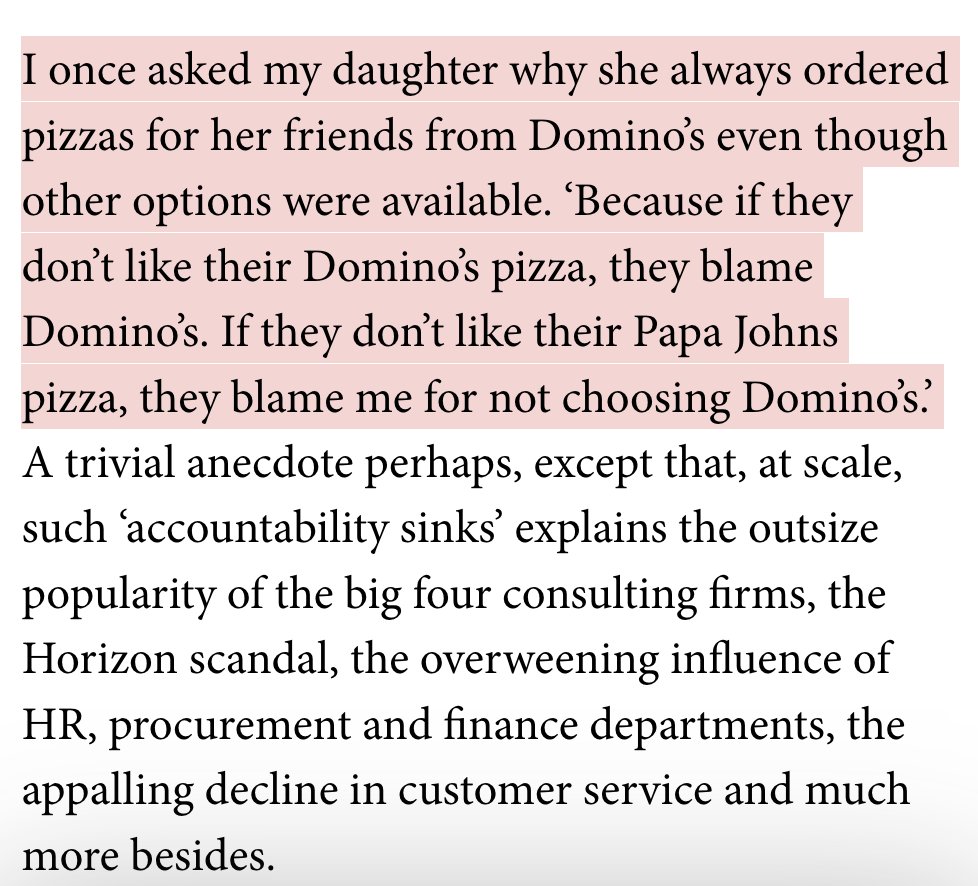 I once asked my daughter why she always ordered
pizzas for her friends from Domino’s even though
other options were available. ‘Because if they
don’t like their Domino’s pizza, they blame
Domino’s. If they don’t like their Papa Johns
pizza, they blame me for not choosing Domino’s.’
A trivial anecdote perhaps, except that, at scale,
such ‘accountability sinks’ explains the outsize
popularity of the big four consulting firms, the
Horizon scandal, the overweening influence of
HR, procurement and finance departments, the
appalling decline in customer service and much
more besides.